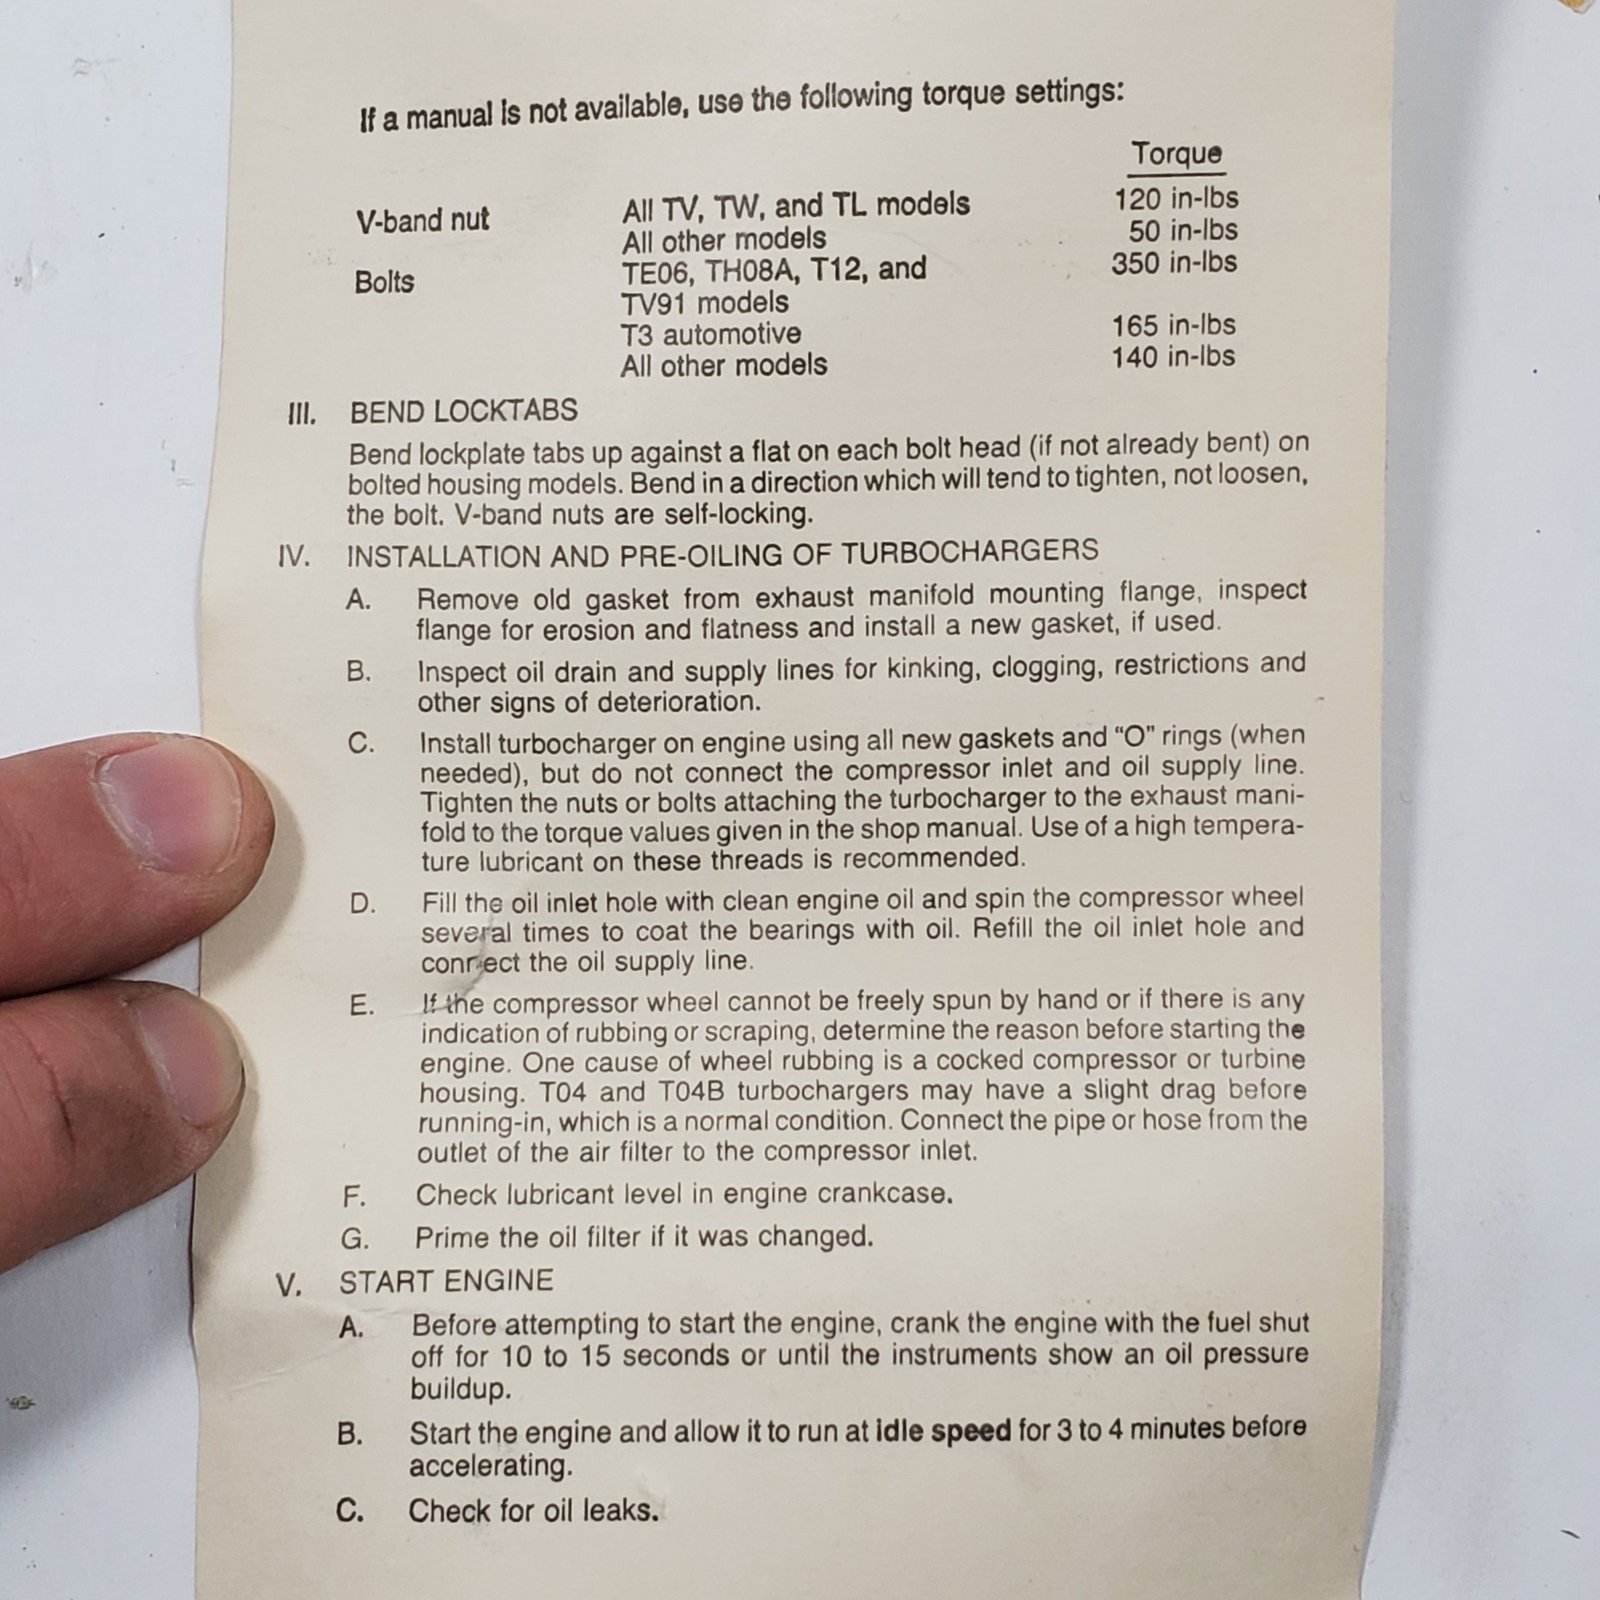 If a manual is not available, use the following torque settings:
Torque
V-band nut All TV, TW, and TL models 120 in-lbs
All other models 50 in-lbs
Bolts TE06, TH08A, T12, and 350 in-lbs
TV91 models
T3 automotive 165 in-lbs
All other models 140 in-lbs
III. BEND LOCKTABS
Bend lockplate tabs up against a flat on each bolt head (if not already bent) on
bolted housing models. Bend in a direction which will tend to tighten, not loosen,
the bolt. V-band nuts are self-locking.
IV. INSTALLATION AND PRE-OILING OF TURBOCHARGERS
A. Remove old gasket from exhaust manifold mounting flange, inspect
flange for erosion and flatness and install a new gasket, if used.
B. Inspect oil drain and supply lines for kinking, clogging, restrictions and
other signs of deterioration.
C. Install turbocharger on engine using all new gaskets and “O” rings (when
needed), but do not connect the compressor inlet and oil supply line.
Tighten the nuts or bolts attaching the turbocharger to the exhaust mani-
fold to the torque values given in the shop manual. Use of a high tempera-
ture lubricant on these threads is recommended.
D. Fill the oil inlet hole with clean engine oil and spin the compressor wheel
several times to coat the bearings with oil. Refill the oil inlet hole and
connect the oil supply line.
E. If the compressor wheel cannot be freely spun by hand or if there is any
indication of rubbing or scraping, determine the reason before starting the
engine. One cause of wheel rubbing is a cocked compressor or turbine
housing. T04 and T04B turbochargers may have a slight drag before
running-in, which is a normal condition. Connect the pipe or hose from the
outlet of the air filter to the compressor inlet.
F. Check lubricant level in engine crankcase.
G. Prime the oil filter if it was changed.
V. START ENGINE
A. Before attempting to start the engine, crank the engine with the fuel shut
off for 10 to 15 seconds or until the instruments show an oil pressure
buildup.
B. Start the engine and allow it to run at idle speed for 3 to 4 minutes before
accelerating.
C. Check for oil leaks.